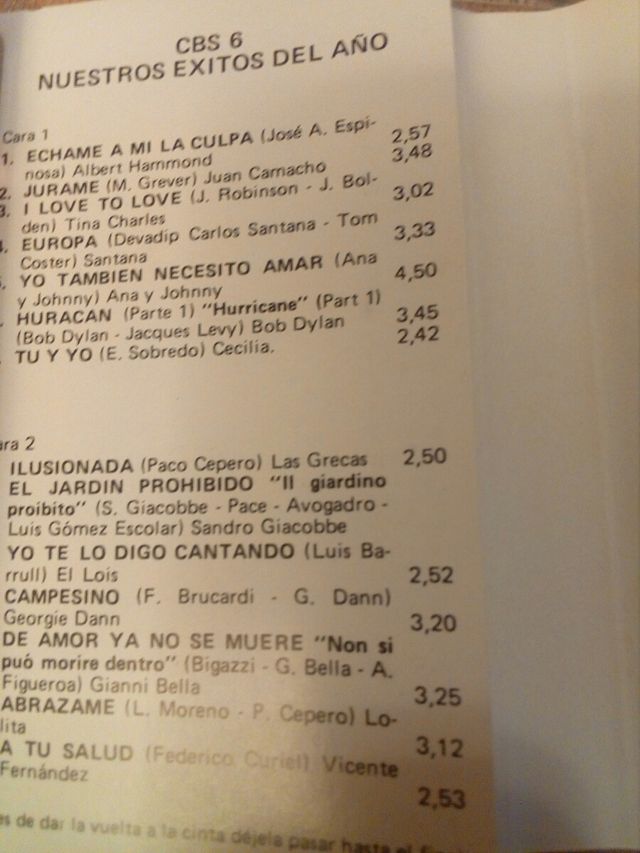 CBS 6
NUESTROS EXITOS DEL AÑO
Cara 1
1. ECHAME A MI LA CULPA (José A. Espi-
nosa) Albert Hammond 2,57
2. JURAME (M. Grever) Juan Camacho 3,48
3. I LOVE TO LOVE (J. Robinson - J. Bol-
den) Tina Charles 3,02
4. EUROPA (Devadip Carlos Santana - Tom
Coster) Santana 3,33
YO TAMBIEN NECESITO AMAR (Ana
y Johnny) Ana y Johnny 4,50
HURACAN (Parte 1) "Hurricane" (Part 1)
(Bob Dylan - Jacques Levy) Bob Dylan 3,45
TU Y YO (E. Sobredo) Cecilia. 2,42
ara 2
ILUSIONADA (Paco Cepero) Las Grecas 2,50
EL JARDIN PROHIBIDO "Il giardino
proibito" (S. Giacobbe - Pace - Avogadro -
Luis Gómez Escolar) Sandro Giacobbe
YO TE LO DIGO CANTANDO (Luis Ba-
rrull) El Lois 2,52
CAMPESINO (F. Brucardi - G. Dann)
Georgie Dann 3,20
DE AMOR YA NO SE MUERE "Non si
puó morire dentro" (Bigazzi - G. Bella - A.
Figueroa) Gianni Bella 3,25
ABRAZAME (L. Moreno - P. Cepero) Lo-
lita 3,12
A TU SALUD (Federico Curiel) Vicente
Fernández 2,53
es de dar la vuelta a la cinta déjela pasar hasta el